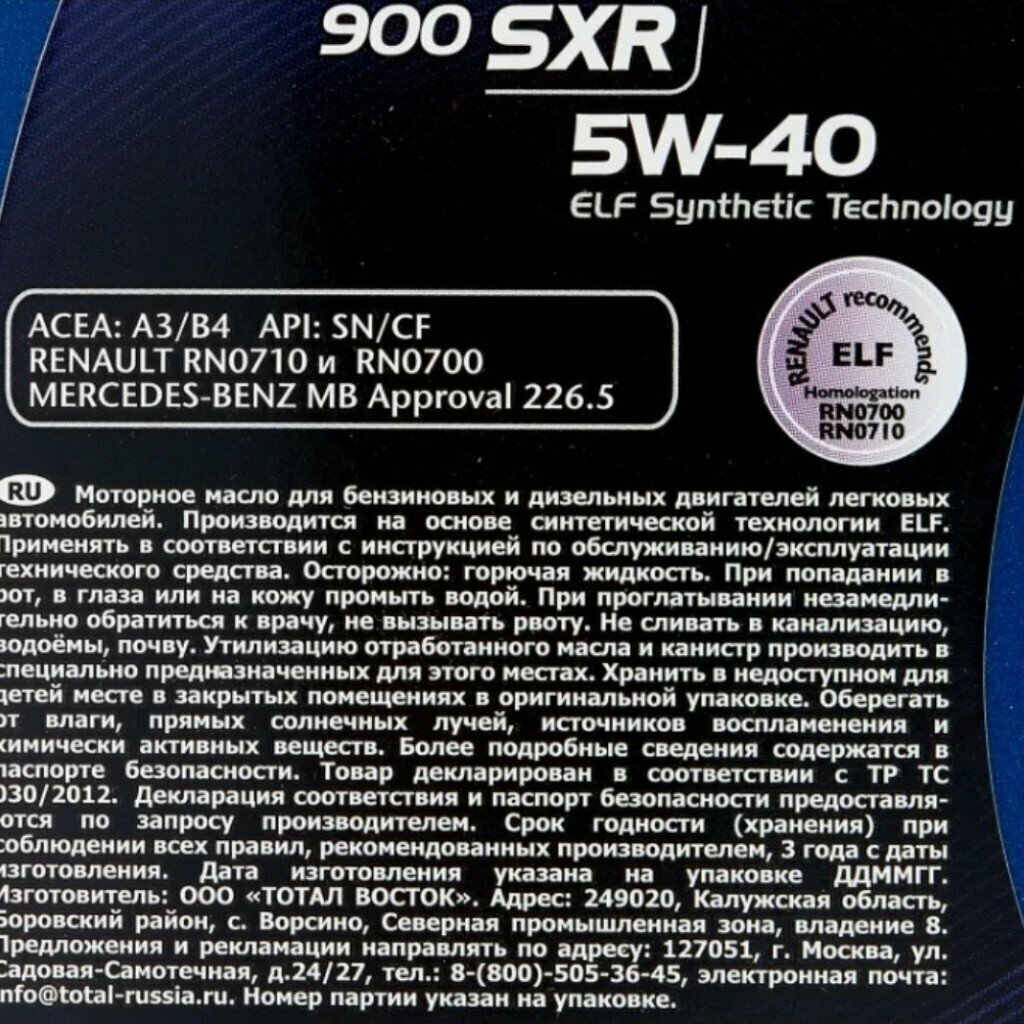 900 SXR
5W-40
ELF Synthetic Technology
ACEA: A3/B4 API: SN/CF
RENAULT RN0710 и RN0700
MERCEDES-BENZ MB Approval 226.5
RENAULT recommends
ELF
Homologation
RN0700
RN0710
RU Моторное масло для бензиновых и дизельных двигателей легковых
автомобилей. Производится на основе синтетической технологии ELF.
Применять в соответствии с инструкцией по обслуживанию/эксплуатации
технического средства. Осторожно: горючая жидкость. При попадании в
рот, в глаза или на кожу промыть водой. При проглатывании незамедли-
тельно обратиться к врачу, не вызывать рвоту. Не сливать в канализацию,
водоёмы, почву. Утилизацию отработанного масла и канистр производить в
специально предназначенных для этого местах. Хранить в недоступном для
детей месте в закрытых помещениях в оригинальной упаковке. Оберегать
от влаги, прямых солнечных лучей, источников воспламенения и
химически активных веществ. Более подробные сведения содержатся в
паспорте безопасности. Товар декларирован в соответствии с ТР ТС
030/2012. Декларация соответствия и паспорт безопасности предоставля-
ются по запросу производителем. Срок годности (хранения) при
соблюдении всех правил, рекомендованных производителем, 3 года с даты
изготовления. Дата изготовления указана на упаковке ДДММГГ.
Изготовитель: ООО «ТОТАЛ ВОСТОК». Адрес: 249020, Калужская область,
Боровский район, с. Ворсино, Северная промышленная зона, владение 8.
Предложения и рекламации направлять по адресу: 127051, г. Москва, ул.
Садовая-Самотечная, д.24/27, тел.: 8-(800)-505-36-45, электронная почта:
info@total-russia.ru. Номер партии указан на упаковке.